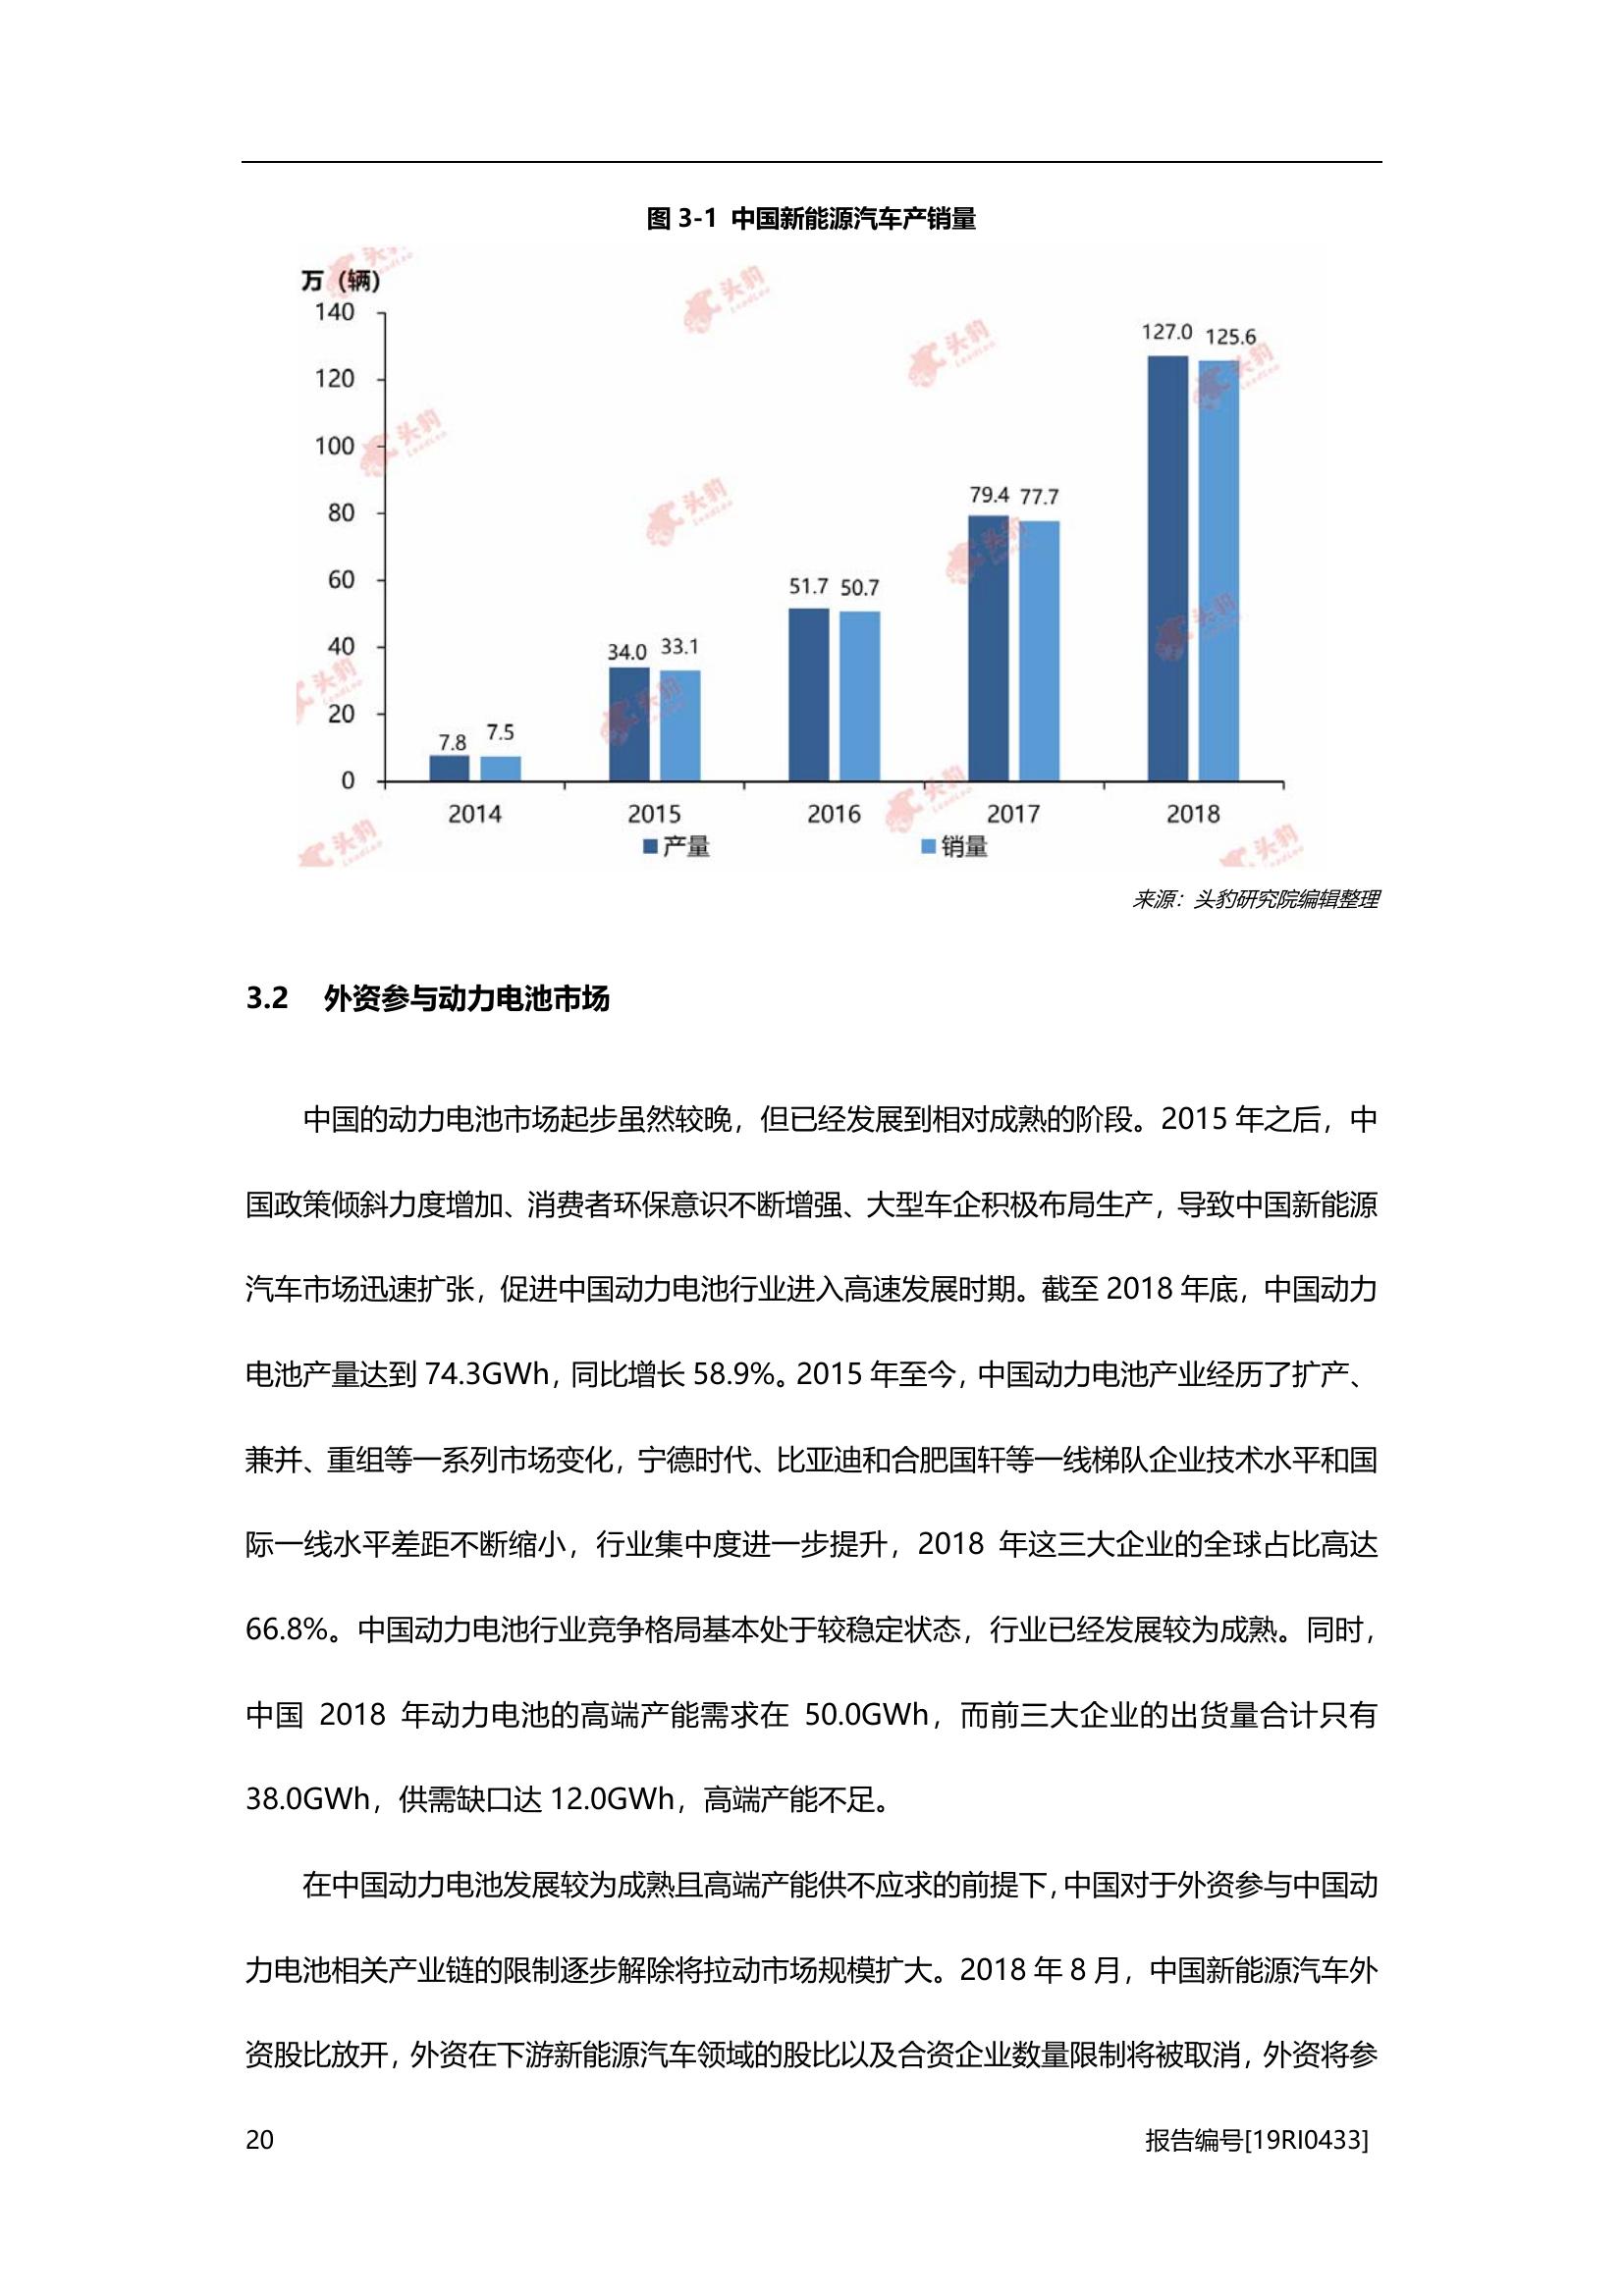 图 3-1 中国新能源汽车产销量
万（辆）
140
120
100
80
60
40
20
0
7.8 7.5
34.0 33.1
51.7 50.7
79.4 77.7
127.0 125.6
2014 2015 2016 2017 2018
产量 销量
头豹 LeadLeo
来源：头豹研究院编辑整理
3.2 外资参与动力电池市场
中国的动力电池市场起步虽然较晚，但已经发展到相对成熟的阶段。2015 年之后，中
国政策倾斜力度增加、消费者环保意识不断增强、大型车企积极布局生产，导致中国新能源
汽车市场迅速扩张，促进中国动力电池行业进入高速发展时期。截至 2018 年底，中国动力
电池产量达到 74.3GWh，同比增长 58.9%。2015 年至今，中国动力电池产业经历了扩产、
兼并、重组等一系列市场变化，宁德时代、比亚迪和合肥国轩等一线梯队企业技术水平和国
际一线水平差距不断缩小，行业集中度进一步提升，2018 年这三大企业的全球占比高达
66.8%。中国动力电池行业竞争格局基本处于较稳定状态，行业已经发展较为成熟。同时，
中国 2018 年动力电池的高端产能需求在 50.0GWh，而前三大企业的出货量合计只有
38.0GWh，供需缺口达 12.0GWh，高端产能不足。
在中国动力电池发展较为成熟且高端产能供不应求的前提下，中国对于外资参与中国动
力电池相关产业链的限制逐步解除将拉动市场规模扩大。2018 年 8 月，中国新能源汽车外
资股比放开，外资在下游新能源汽车领域的股比以及合资企业数量限制将被取消，外资将参
20 报告编号[19RI0433]